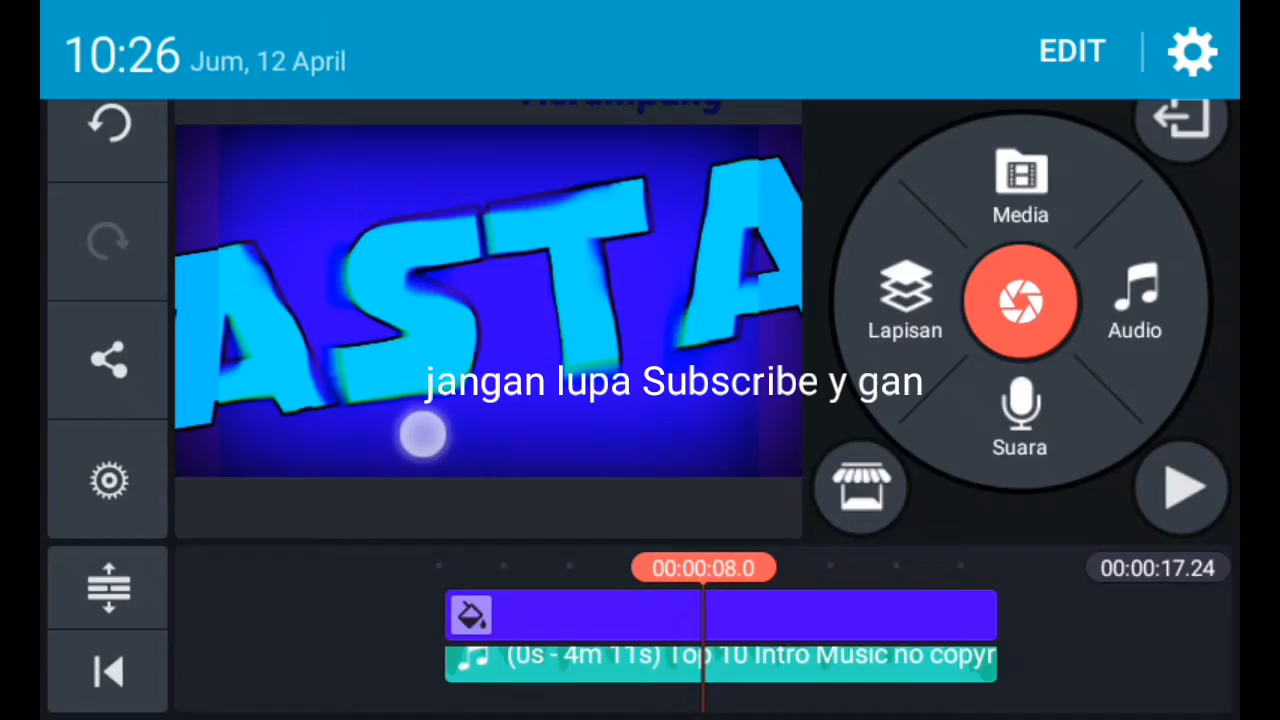 10:26 Jum, 12 April
EDIT
Media
ASTA
Lapisan
Audio
jangan lupa Subscribe y gan
Suara
00:00:08.0
00:00:17.24
(0s - 4m 11s) Top 10 Intro Music no copyr